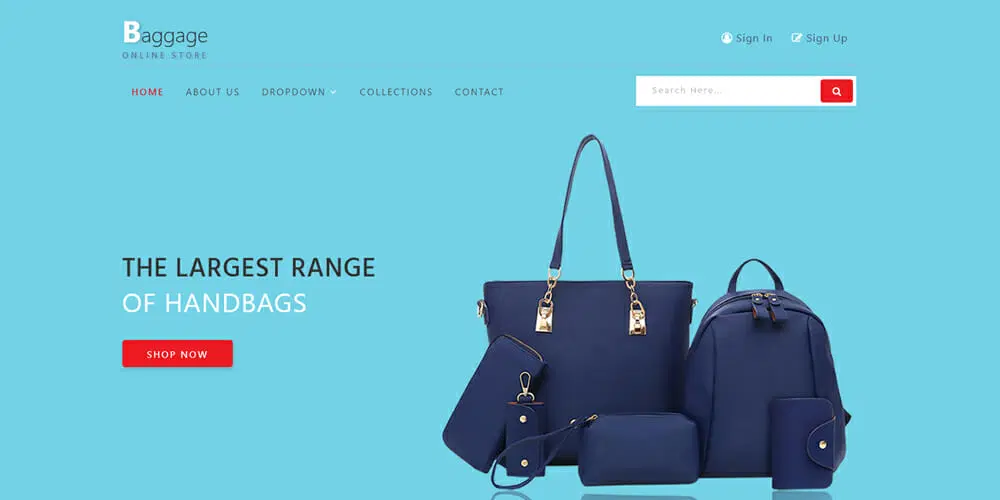 Baggage
ONLINE STORE
Sign In
Sign Up
HOME
ABOUT US
DROPDOWN
COLLECTIONS
CONTACT
Search Here...
THE LARGEST RANGE
OF HANDBAGS
SHOP NOW